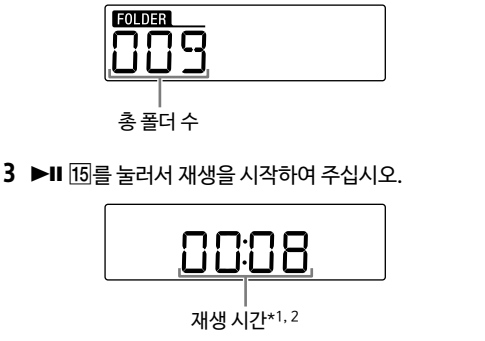 FOLDER
009
총 폴더 수
3 ►II 15를 눌러서 재생을 시작하여 주십시오.
00:08
재생 시간*1, 2